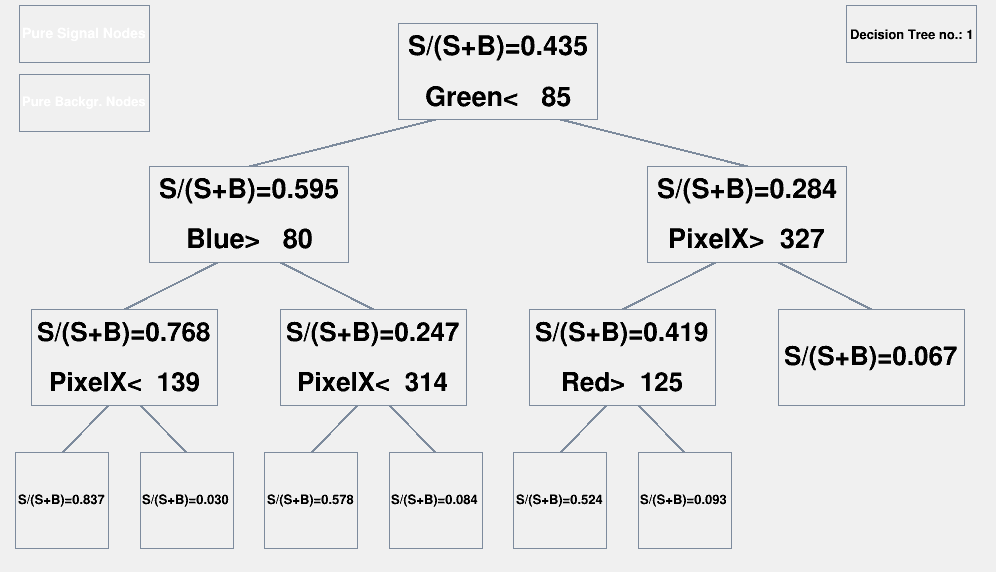 Pure Signal Nodes
Pure Backgr. Nodes
Decision Tree no.: 1
S/(S+B)=0.435
Green< 85
S/(S+B)=0.595
Blue> 80
S/(S+B)=0.284
PixelX> 327
S/(S+B)=0.768
PixelX< 139
S/(S+B)=0.247
PixelX< 314
S/(S+B)=0.419
Red> 125
S/(S+B)=0.067
S/(S+B)=0.837
S/(S+B)=0.030
S/(S+B)=0.578
S/(S+B)=0.084
S/(S+B)=0.524
S/(S+B)=0.093